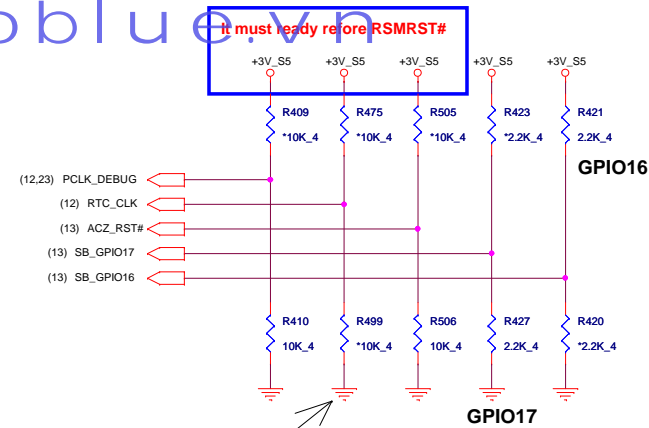 oblue.vn
It must ready refore RSMRST#
+3V_S5 +3V_S5 +3V_S5 +3V_S5 +3V_S5
R409 R475 R505 R423 R421
*10K_4 *10K_4 *10K_4 *2.2K_4 2.2K_4
GPIO16
(12,23) PCLK_DEBUG
(12) RTC_CLK
(13) ACZ_RST#
(13) SB_GPIO17
(13) SB_GPIO16
R410 R499 R506 R427 R420
10K_4 *10K_4 10K_4 2.2K_4 *2.2K_4
GPIO17